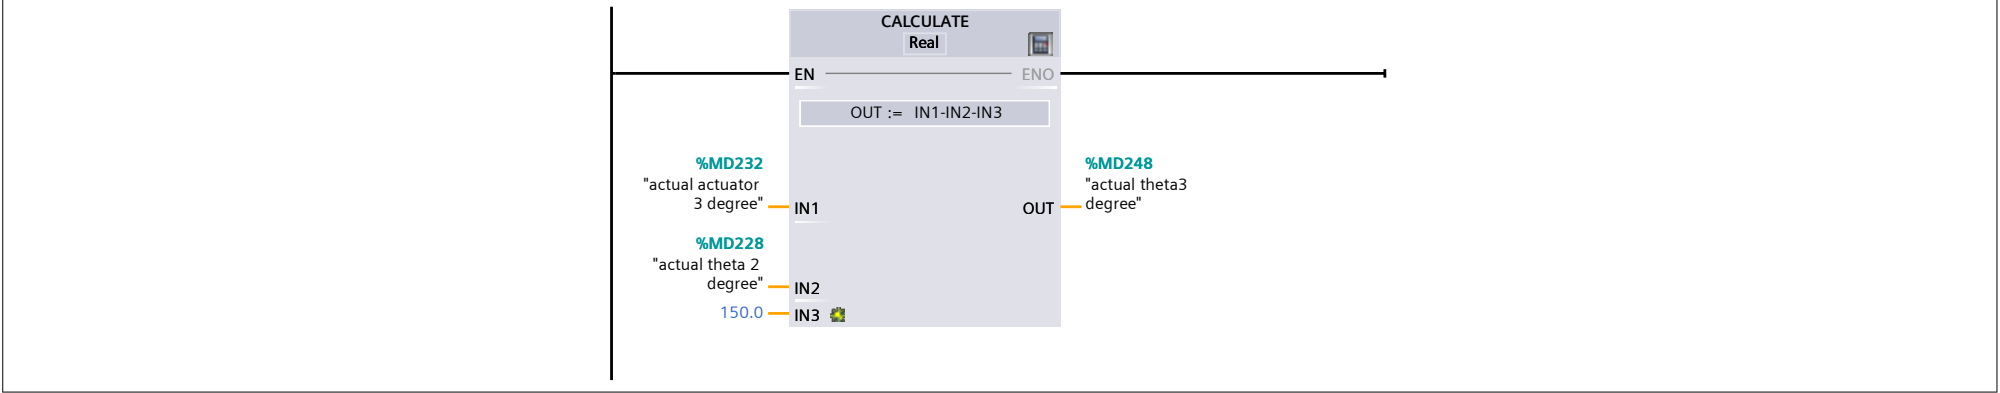 CALCULATE
Real
EN ENO
OUT := IN1-IN2-IN3
%MD232
"actual actuator
3 degree"
IN1
%MD248
"actual theta3
degree"
OUT
%MD228
"actual theta 2
degree"
IN2
150.0
IN3